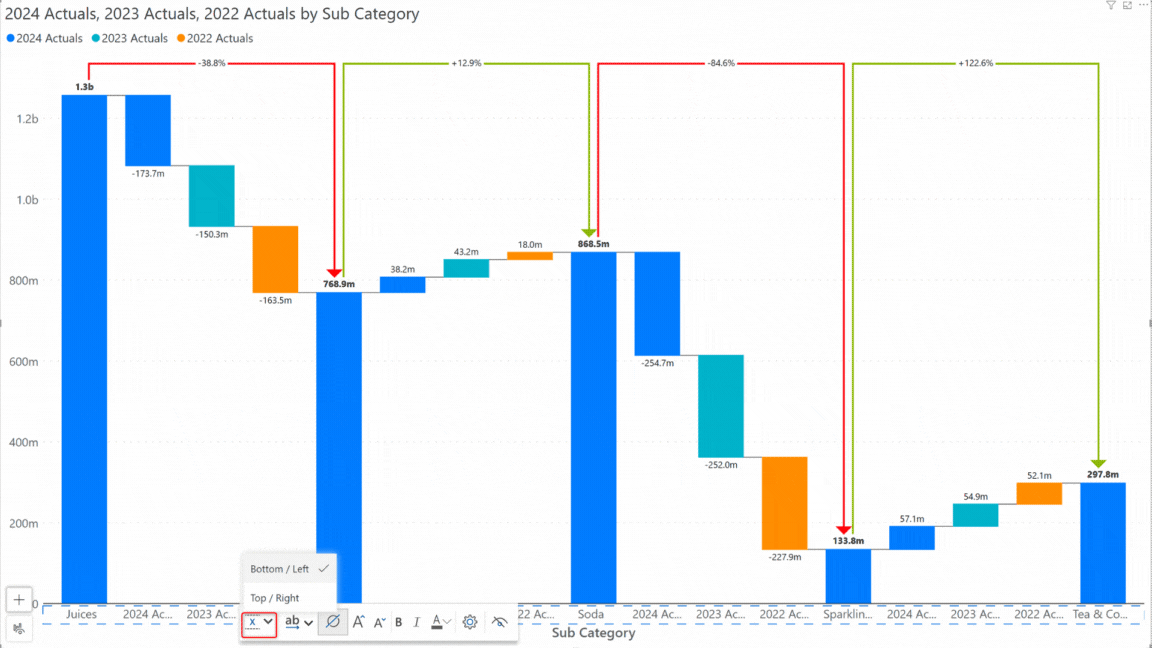 2024 Actuals, 2023 Actuals, 2022 Actuals by Sub Category
2024 Actuals 2023 Actuals 2022 Actuals
-38.8% +12.9% -84.6% +122.6%
1.3b
1.2b
-173.7m
1.0b
-150.3m
18.0m 868.5m
43.2m
38.2m
800m 768.9m
-163.5m
600m
-254.7m
400m
-252.0m
52.1m 297.8m
54.9m
200m 57.1m
133.8m
-227.9m
Bottom / Left
Top / Right
0
Juices 2024 Ac... 2023 Ac... 22 Ac... Soda 2024 Ac... 2023 Ac... 2022 Ac... Sparklin... 2024 Ac... 2023 Ac... 2022 Ac... Tea & Co...
x ab A A B I A
Sub Category